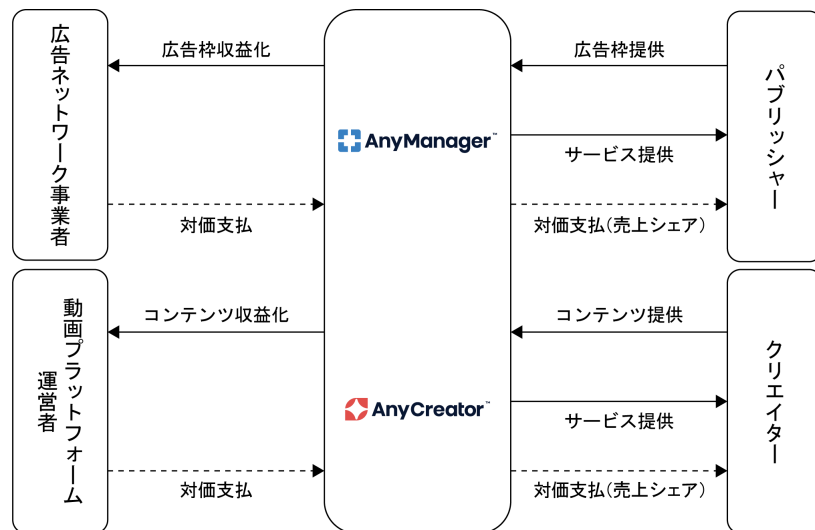 広告ネットワーク事業者
広告枠収益化
対価支払
AnyManager™
広告枠提供
サービス提供
対価支払(売上シェア)
パブリッシャー
動画プラットフォーム
運営者
コンテンツ収益化
対価支払
AnyCreator™
コンテンツ提供
サービス提供
対価支払(売上シェア)
クリエイター